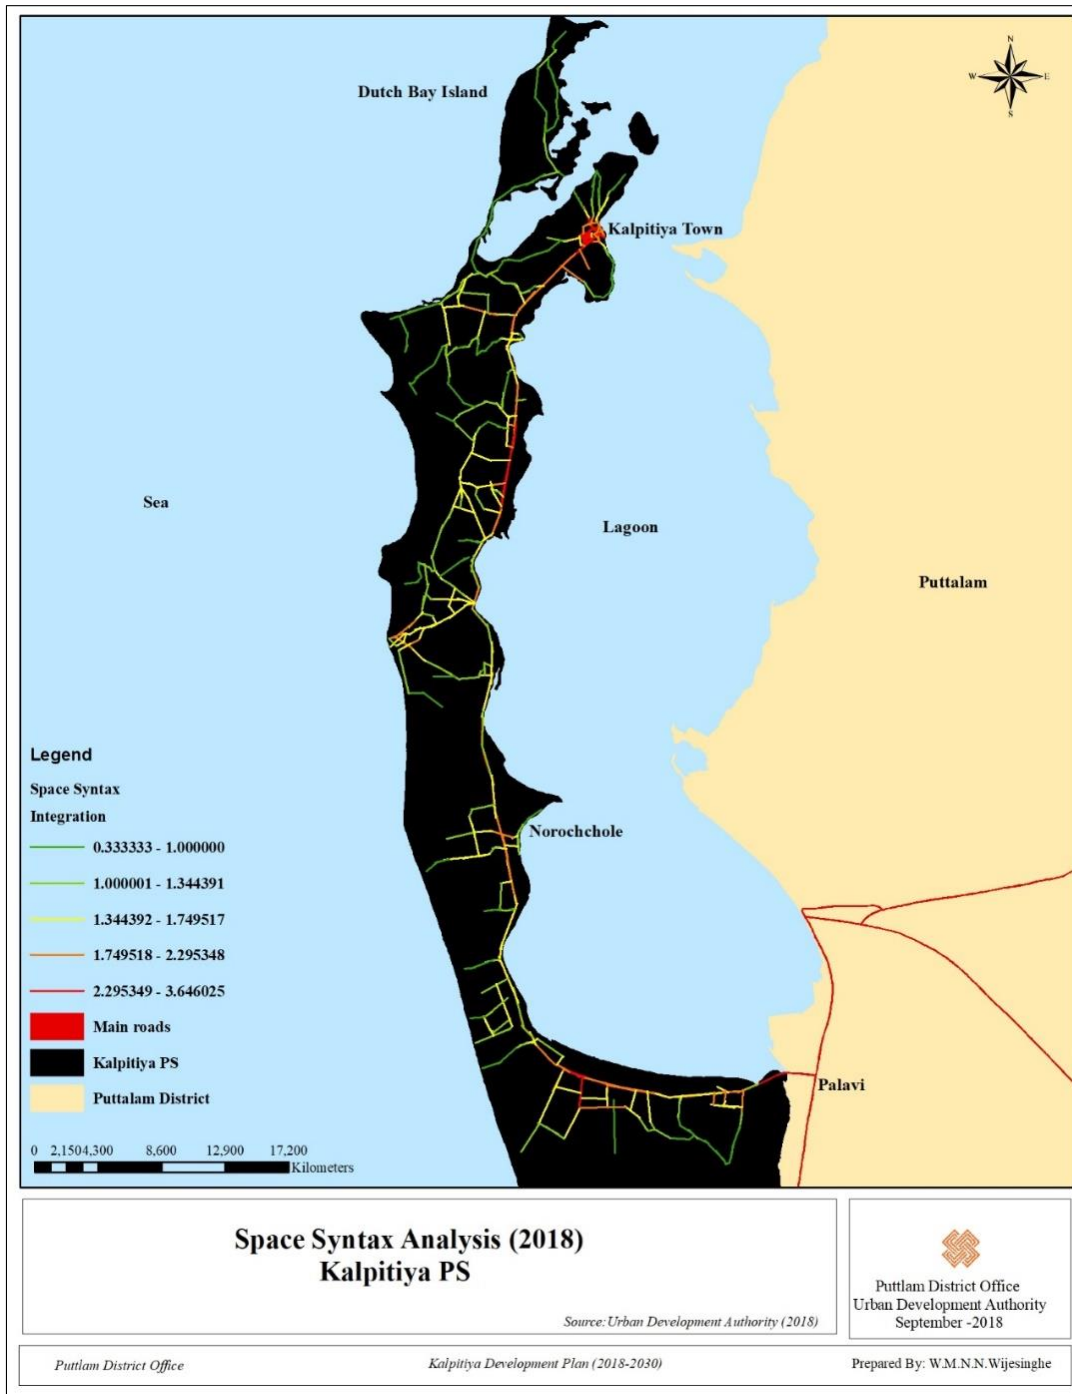 N
W
E
S
Dutch Bay Island
Kalpitiya Town
Sea
Lagoon
Puttalam
Norochchole
Palavi
Legend
Space Syntax
Integration
0.333333 - 1.000000
1.000001 - 1.344391
1.344392 - 1.749517
1.749518 - 2.295348
2.295349 - 3.646025
Main roads
Kalpitiya PS
Puttalam District
0 2,150 4,300 8,600 12,900 17,200
Kilometers
Space Syntax Analysis (2018)
Kalpitiya PS
Source: Urban Development Authority (2018)
Puttlam District Office
Urban Development Authority
September -2018
Puttlam District Office
Kalpitiya Development Plan (2018-2030)
Prepared By: W.M.N.N.Wijesinghe